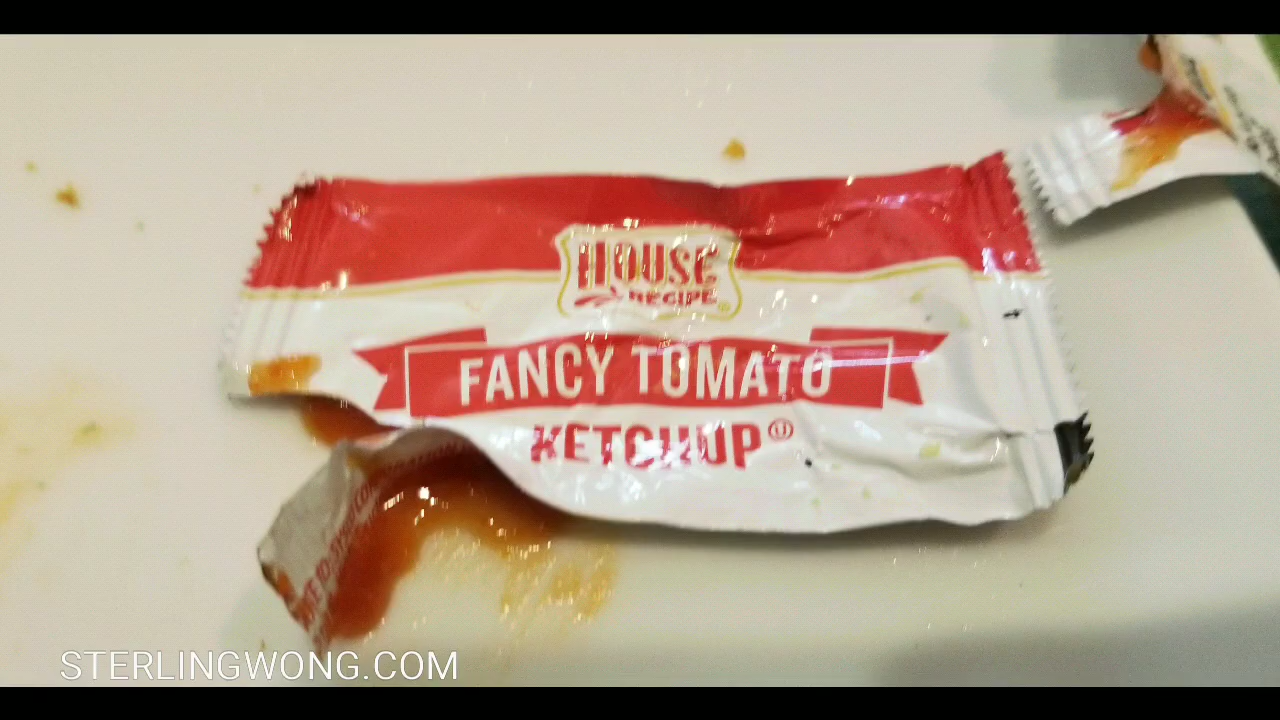 HOUSE
RECIPE
FANCY TOMATO
KETCHUP
STERLINGWONG.COM